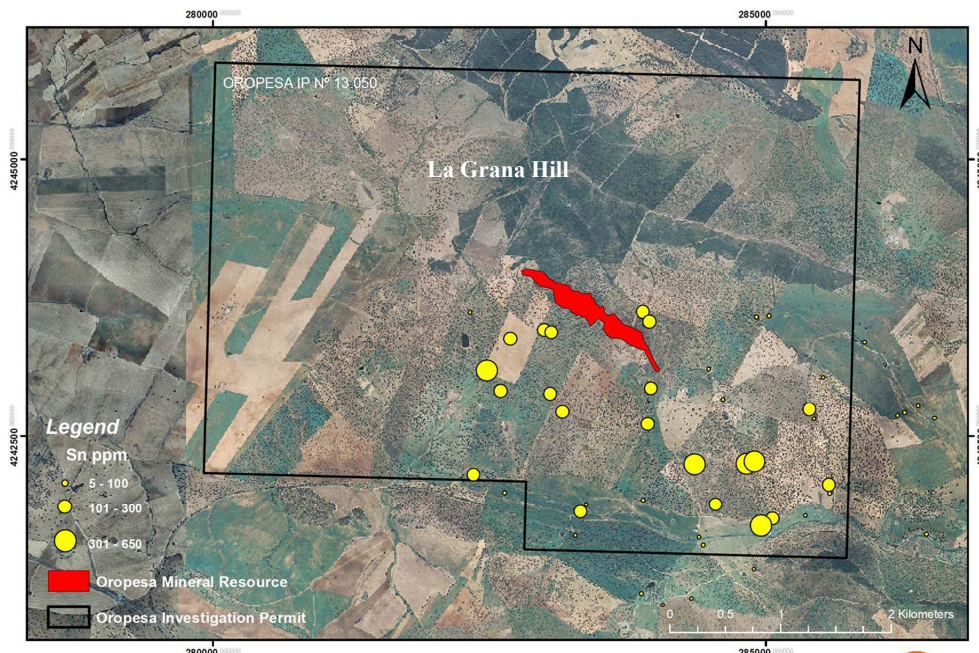 280000
285000
N
OROPESA IP Nº 13.050
4245000
La Grana Hill
4242500
Legend
Sn ppm
5 - 100
101 - 300
301 - 650
Oropesa Mineral Resource
Oropesa Investigation Permit
0 0.5 1 2 Kilometers
280000
285000